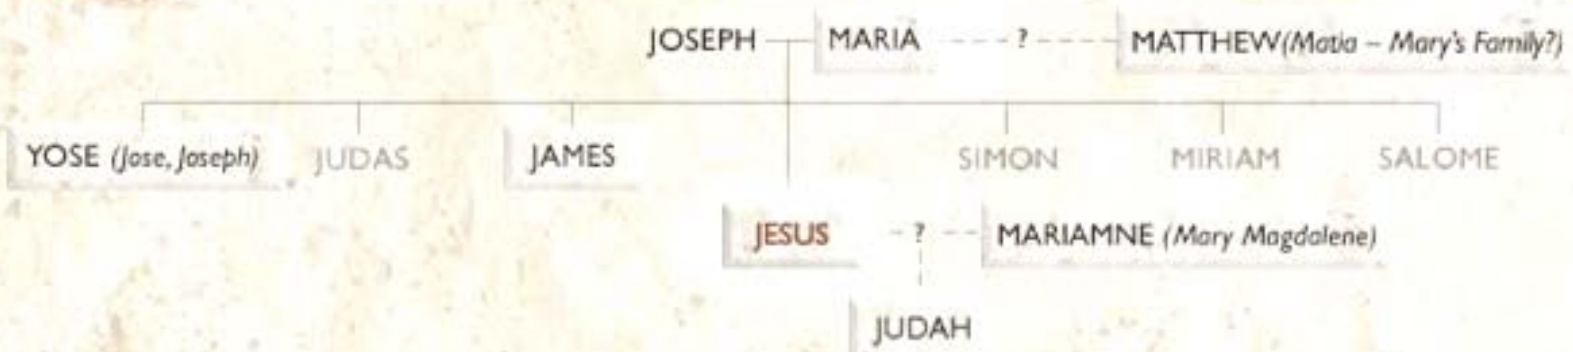 JOSEPH MARIA ? MATTHEW(Matia – Mary's Family?)
YOSE (Jose, Joseph) JUDAS JAMES SIMON MIRIAM SALOME
JESUS ? MARIAMNE (Mary Magdalene)
JUDAH